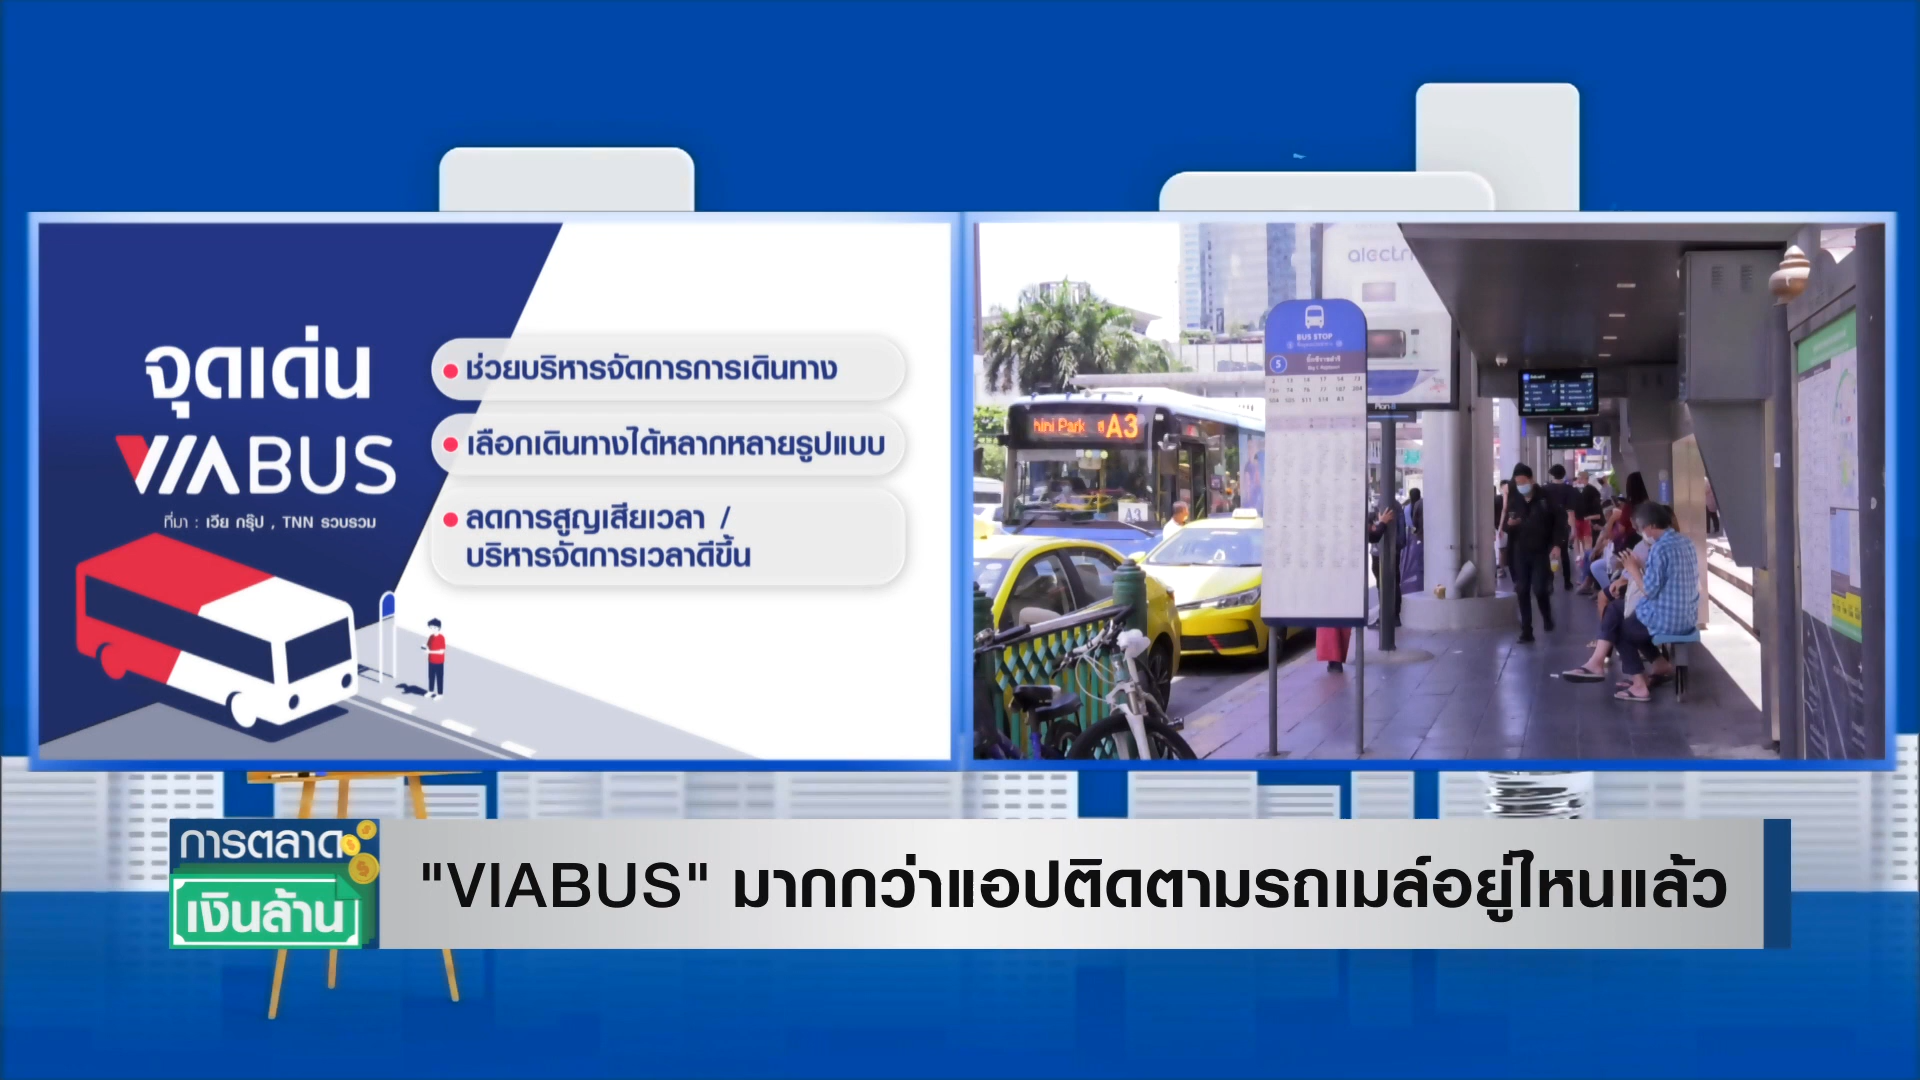 จุดเด่น
VIABUS
ที่มา : เวีย กรุ๊ป , TNN รวบรวม
ช่วยบริหารจัดการการเดินทาง
เลือกเดินทางได้หลากหลายรูปแบบ
ลดการสูญเสียเวลา /
บริหารจัดการเวลาดีขึ้น
alectri
BUS STOP
5
hini Park
A3
A3
การตลาด
เงินล้าน
"VIABUS" มากกว่าแอปติดตามรถเมล์อยู่ไหนแล้ว